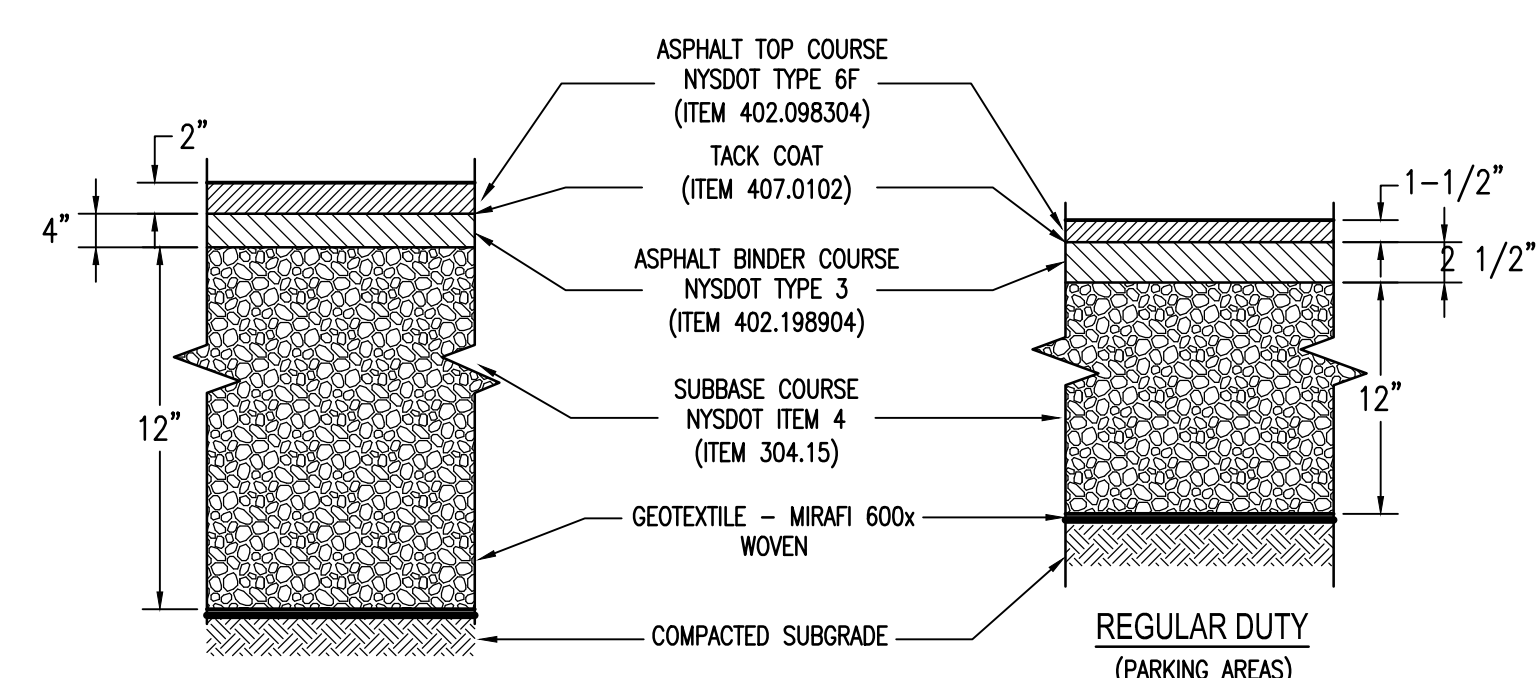 ASPHALT TOP COURSE
NYSDOT TYPE 6F
(ITEM 402.098304)
TACK COAT
(ITEM 407.0102)
ASPHALT BINDER COURSE
NYSDOT TYPE 3
(ITEM 402.198904)
SUBBASE COURSE
NYSDOT ITEM 4
(ITEM 304.15)
GEOTEXTILE – MIRAFI 600x
WOVEN
COMPACTED SUBGRADE
2"
4"
12"
1-1/2"
2 1/2"
12"
REGULAR DUTY
(PARKING AREAS)